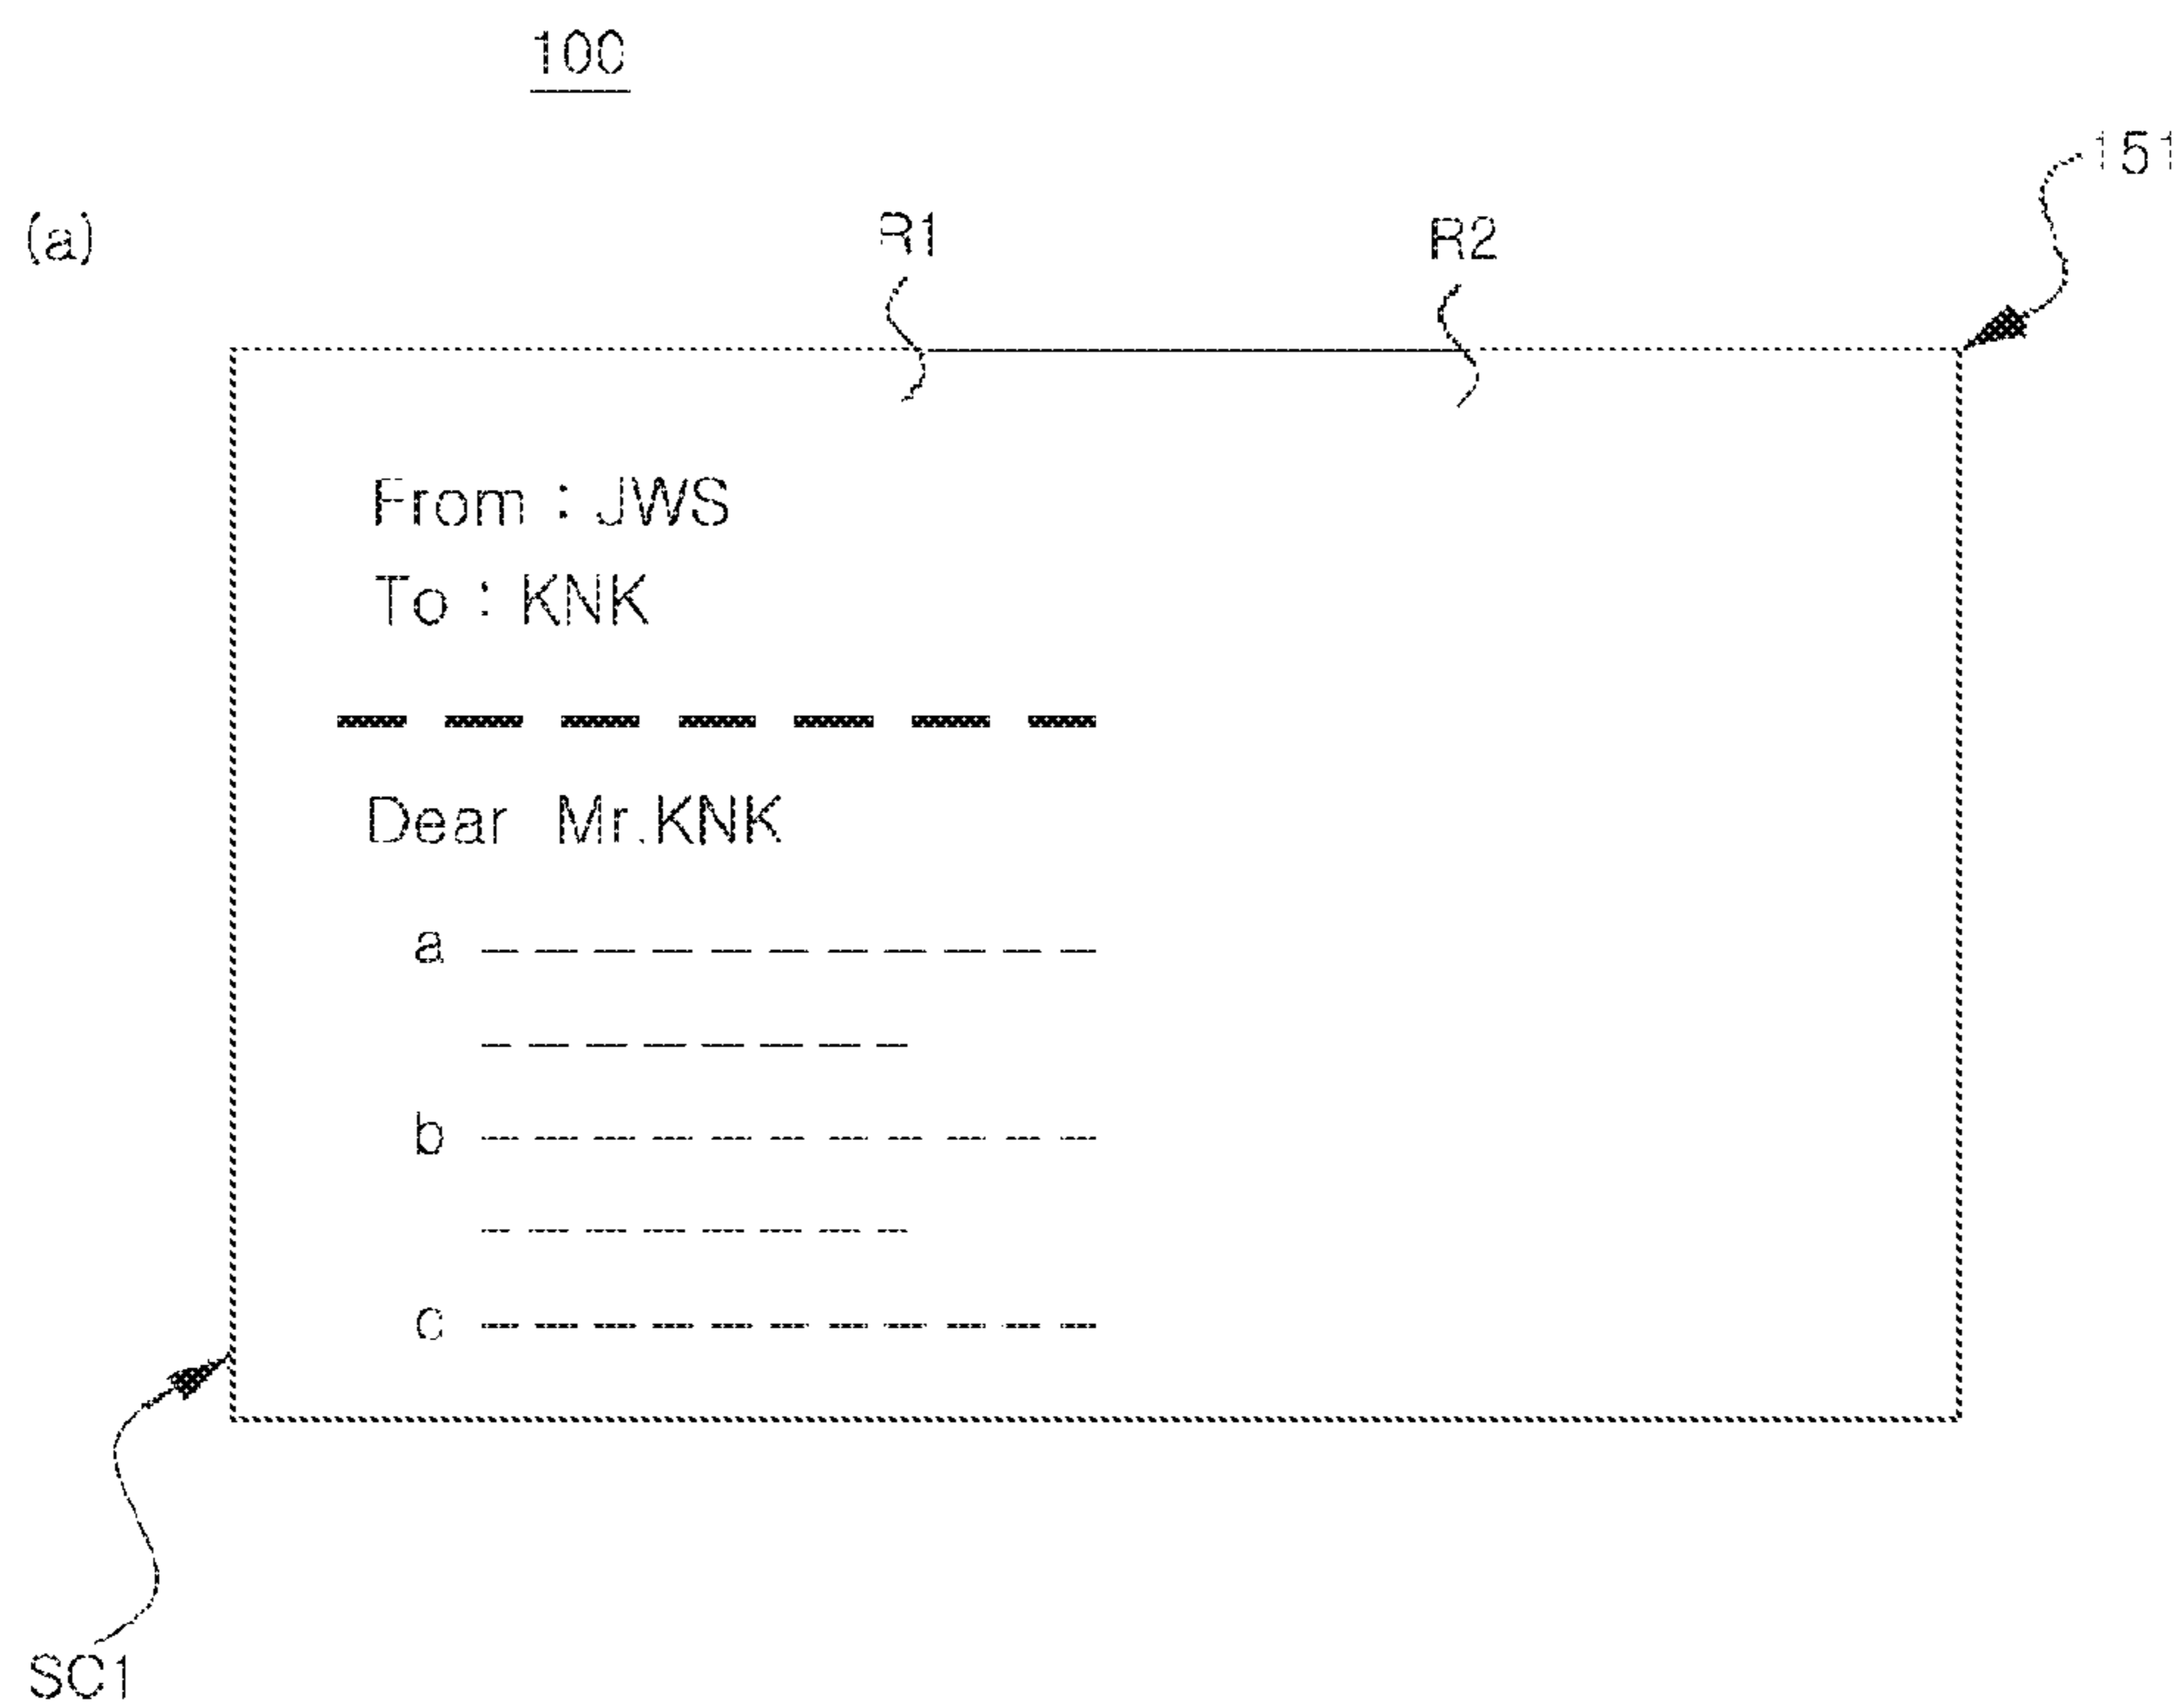 100
151
(a)
R1
R2
From : JWS
To : KNK
Dear Mr.KNK
a
b
c
SC1